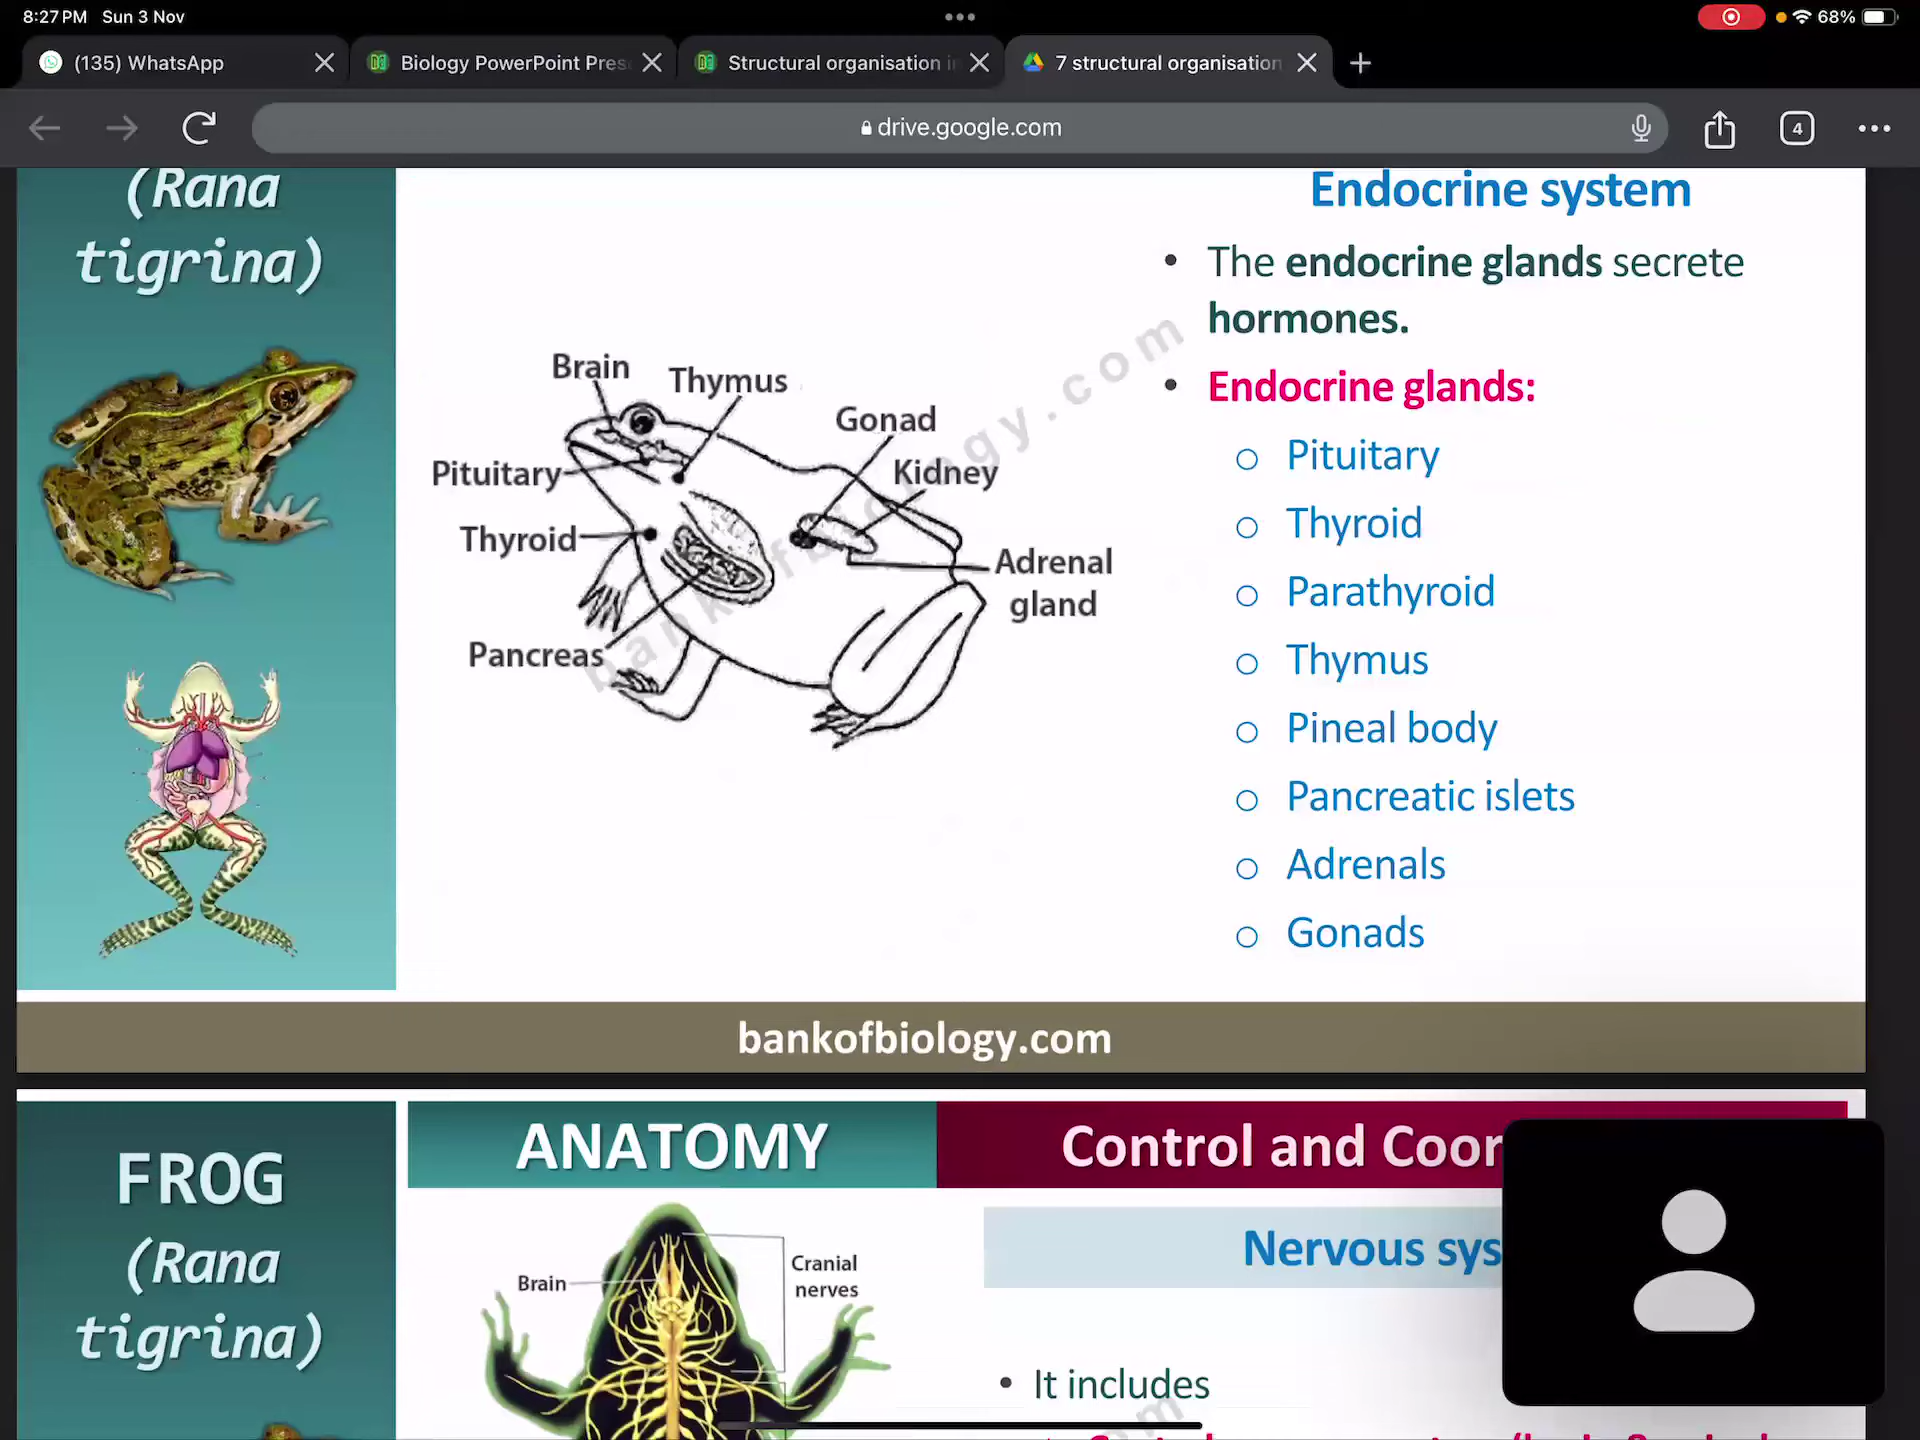 8:27 PM Sun 3 Nov
68%
(135) WhatsApp
Biology PowerPoint Pres
Structural organisation i
7 structural organisation
drive.google.com
4
(Rana
tigrina)
Endocrine system
• The endocrine glands secrete
hormones.
• Endocrine glands:
o Pituitary
o Thyroid
o Parathyroid
o Thymus
o Pineal body
o Pancreatic islets
o Adrenals
o Gonads
Brain
Thymus
Gonad
Kidney
Pituitary
Thyroid
Adrenal
gland
Pancreas
bankofbiology.com
bankofbiology.com
FROG
(Rana
tigrina)
ANATOMY
Control and Coor
Nervous sys
Brain
Cranial
nerves
• It includes